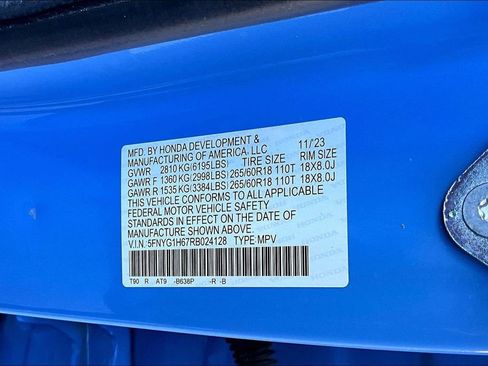 MFD. BY HONDA DEVELOPMENT & 11/23
MANUFACTURING OF AMERICA, LLC
GVWR 2810 KG(6195LBS) TIRE SIZE RIM SIZE
GAWR F 1360 KG(2998LBS) 265/60R18 110T 18X8.0J
GAWR R 1535 KG(3384LBS) 265/60R18 110T 18X8.0J
THIS VEHICLE CONFORMS TO ALL APPLICABLE
FEDERAL MOTOR VEHICLE SAFETY
STANDARDS IN EFFECT ON THE DATE OF
MANUFACTURE SHOWN ABOVE.
V.I.N. 5FNYG1H67RB024128 TYPE MPV
T90 R AT9 -B638P -R -B